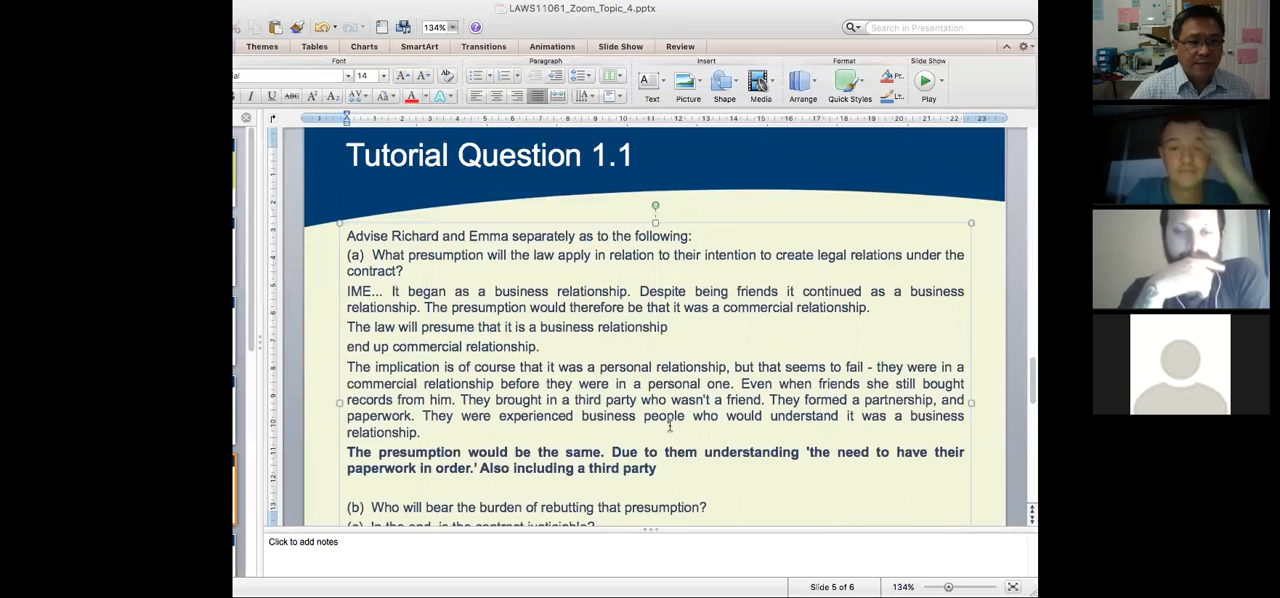 LAWS11061_Zoom_Topic_4.pptx
134%
Search in Presentation
Themes Tables Charts SmartArt Transitions Animations Slide Show Review
Font Paragraph Insert Format Slide Show
14
Text Picture Shape Media Arrange Quick Styles Play
Tutorial Question 1.1
Advise Richard and Emma separately as to the following:
(a) What presumption will the law apply in relation to their intention to create legal relations under the
contract?
IME... It began as a business relationship. Despite being friends it continued as a business
relationship. The presumption would therefore be that it was a commercial relationship.
The law will presume that it is a business relationship
end up commercial relationship.
The implication is of course that it was a personal relationship, but that seems to fail - they were in a
commercial relationship before they were in a personal one. Even when friends she still bought
records from him. They brought in a third party who wasn't a friend. They formed a partnership, and
paperwork. They were experienced business people who would understand it was a business
relationship.
The presumption would be the same. Due to them understanding 'the need to have their
paperwork in order.' Also including a third party
(b) Who will bear the burden of rebutting that presumption?
(c) In the end, is the contract justiciable?
Click to add notes
Slide 5 of 6 134%